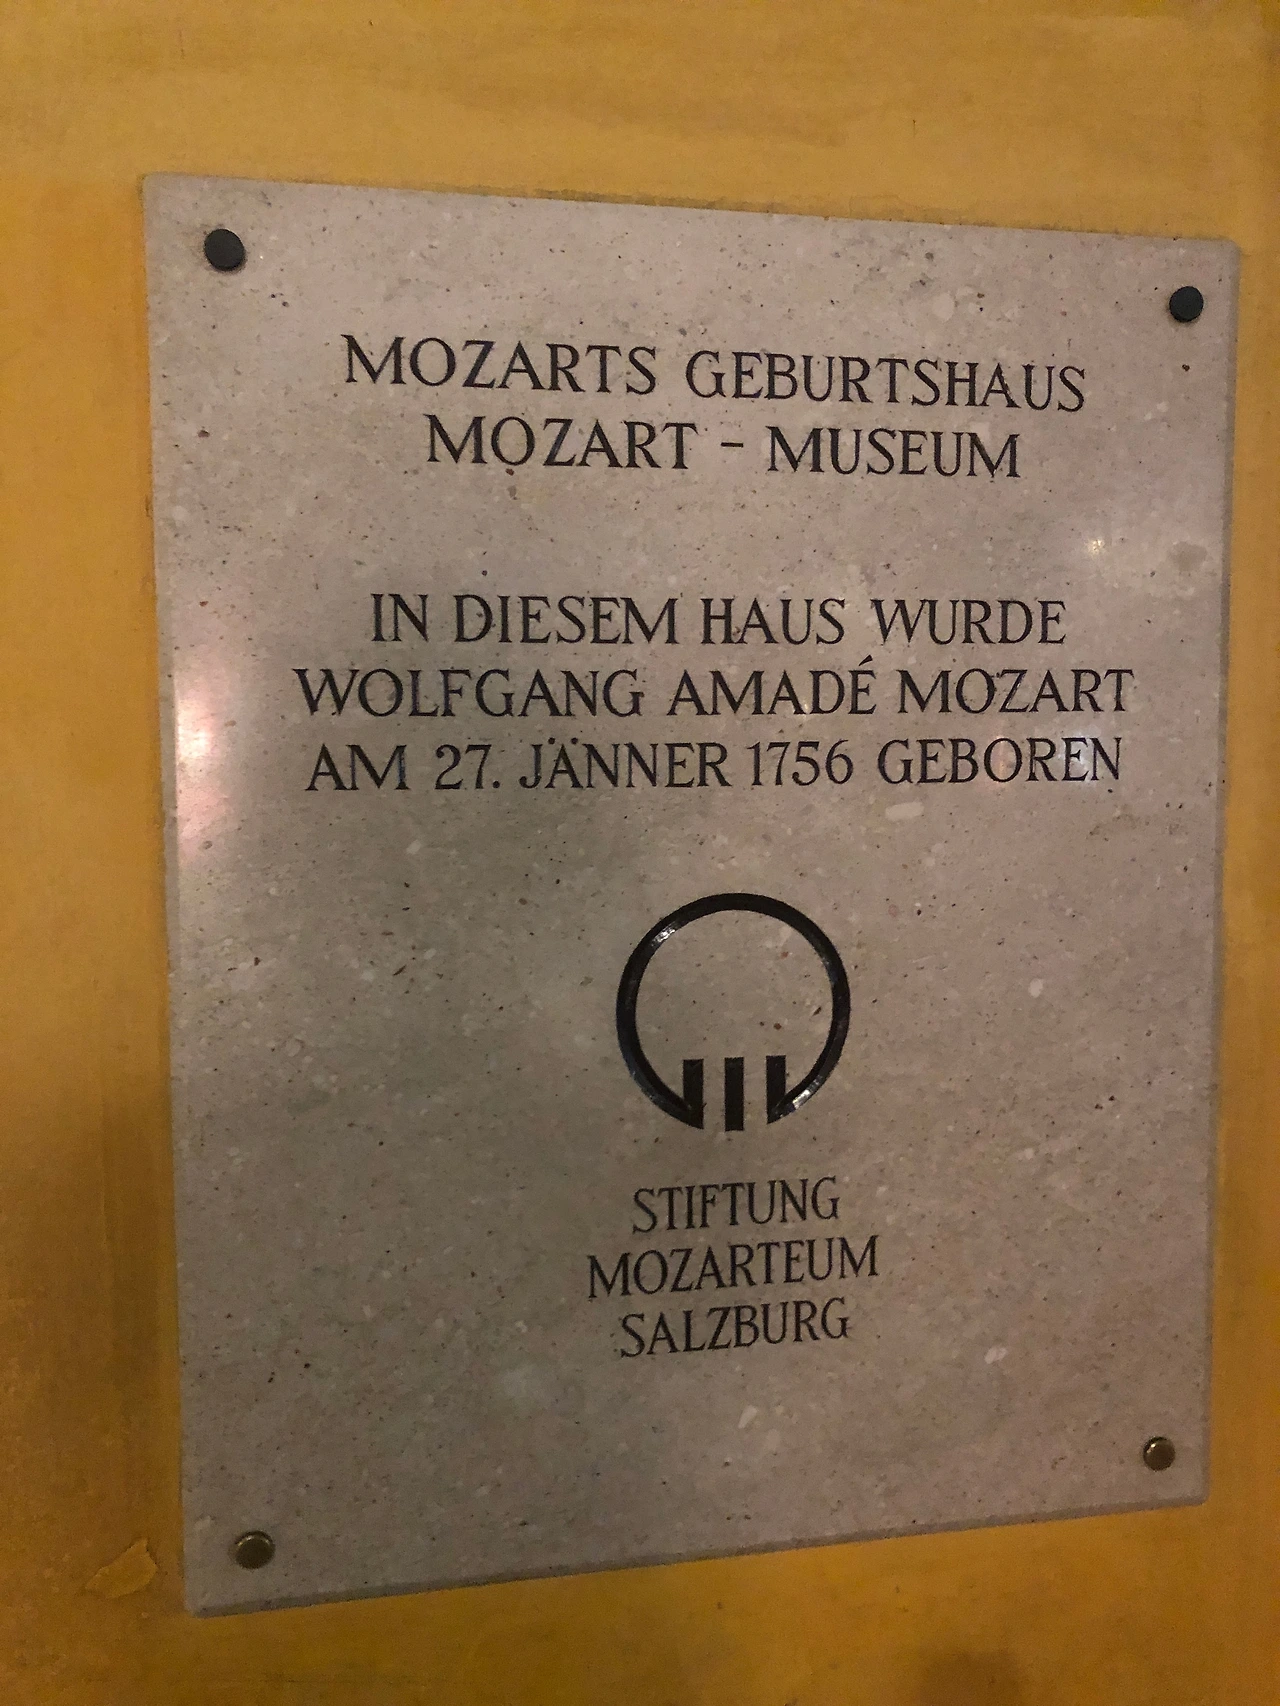 MOZARTS GEBURTSHAUS
MOZART - MUSEUM
IN DIESEM HAUS WURDE
WOLFGANG AMADÉ MOZART
AM 27. JÄNNER 1756 GEBOREN
STIFTUNG
MOZARTEUM
SALZBURG